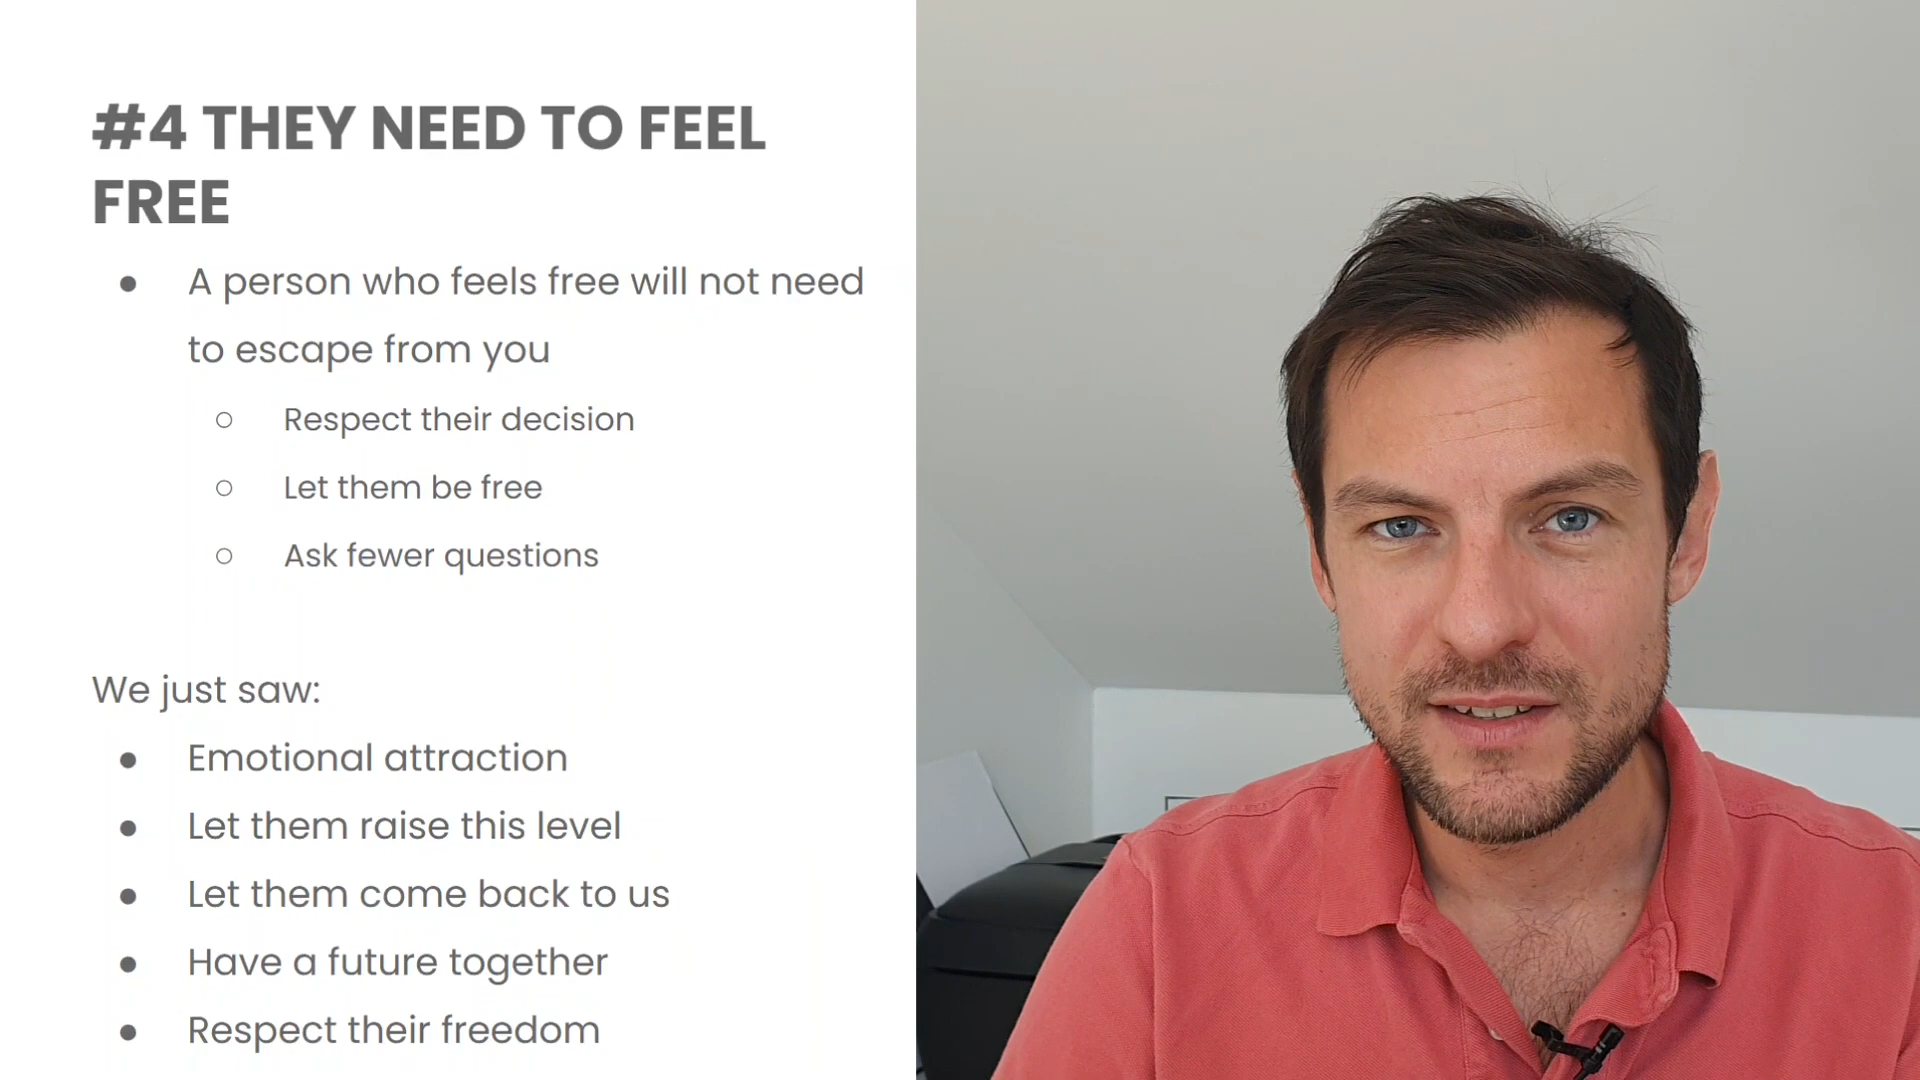 #4 THEY NEED TO FEEL
FREE
● A person who feels free will not need
to escape from you
○ Respect their decision
○ Let them be free
○ Ask fewer questions
We just saw:
● Emotional attraction
● Let them raise this level
● Let them come back to us
● Have a future together
● Respect their freedom